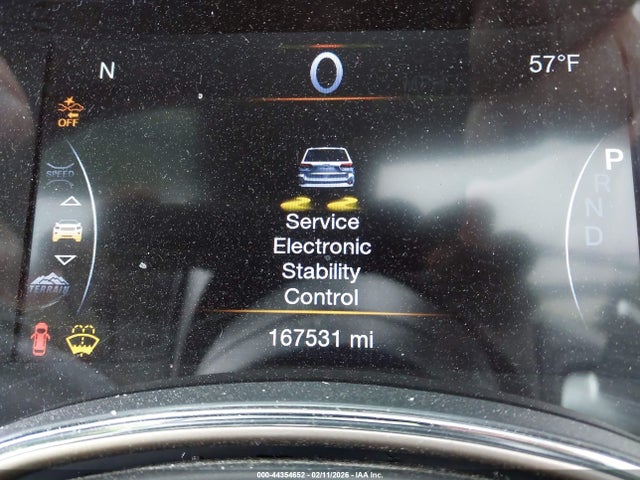 N
0
57°F
OFF
SPEED
P
R
N
D
Service
Electronic
Stability
Control
TERRAIN
167531 mi
000-44354652 - 02/11/2026 - IAA Inc.